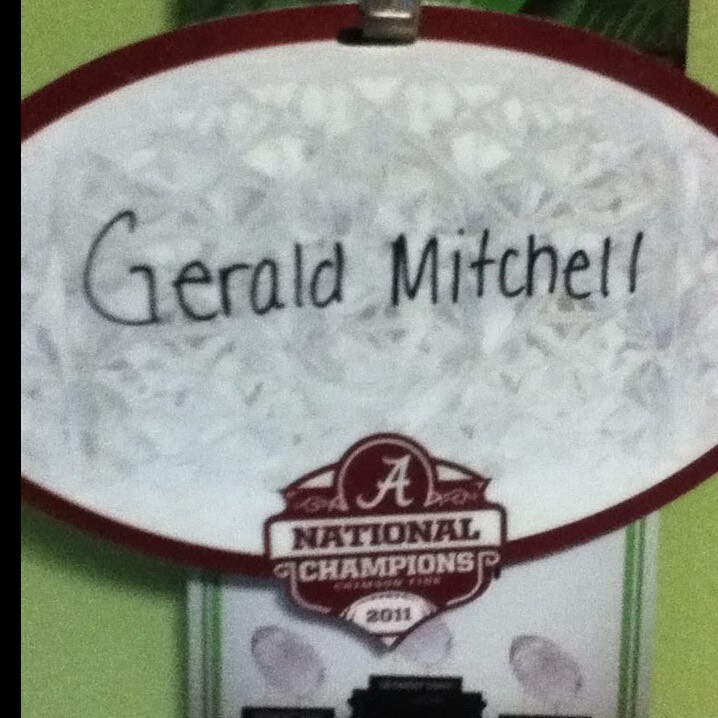 Gerald Mitchell
A
NATIONAL
CHAMPIONS
CRIMSON TIDE
2011